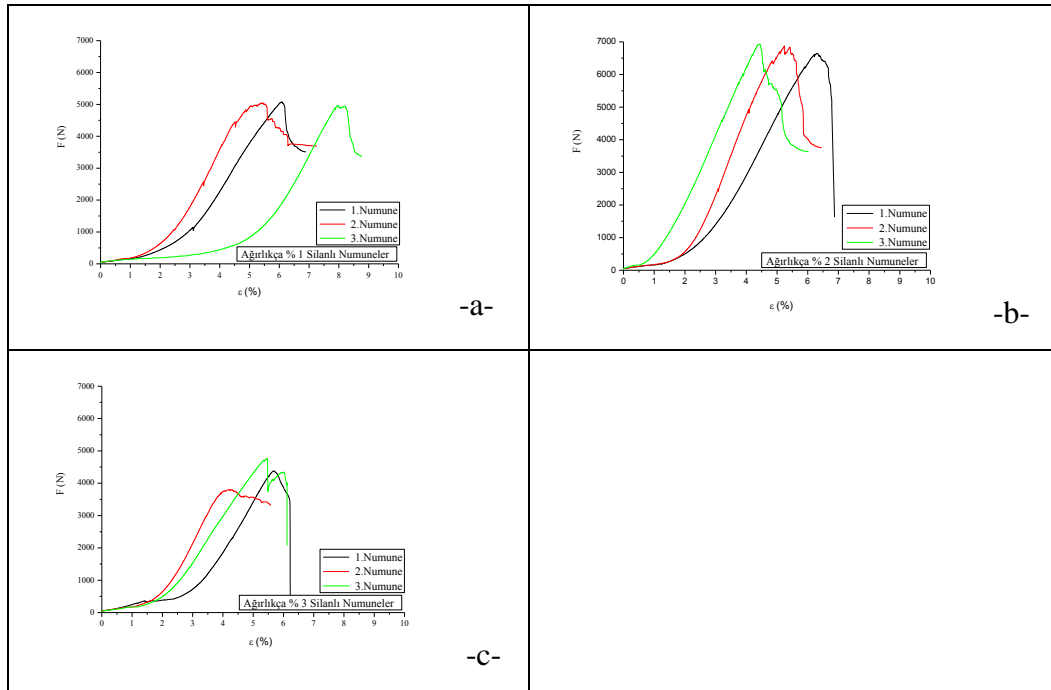 7000
6000
5000
4000
3000
2000
1000
0
F (N)
0 1 2 3 4 5 6 7 8 9 10
ε (%)
1.Numune
2.Numune
3.Numune
Ağırlıkça % 1 Silanlı Numuneler
-a-
7000
6000
5000
4000
3000
2000
1000
0
F (N)
0 1 2 3 4 5 6 7 8 9 10
ε (%)
1.Numune
2.Numune
3.Numune
Ağırlıkça % 2 Silanlı Numuneler
-b-
7000
6000
5000
4000
3000
2000
1000
0
F (N)
0 1 2 3 4 5 6 7 8 9 10
ε (%)
1.Numune
2.Numune
3.Numune
Ağırlıkça % 3 Silanlı Numuneler
-c-